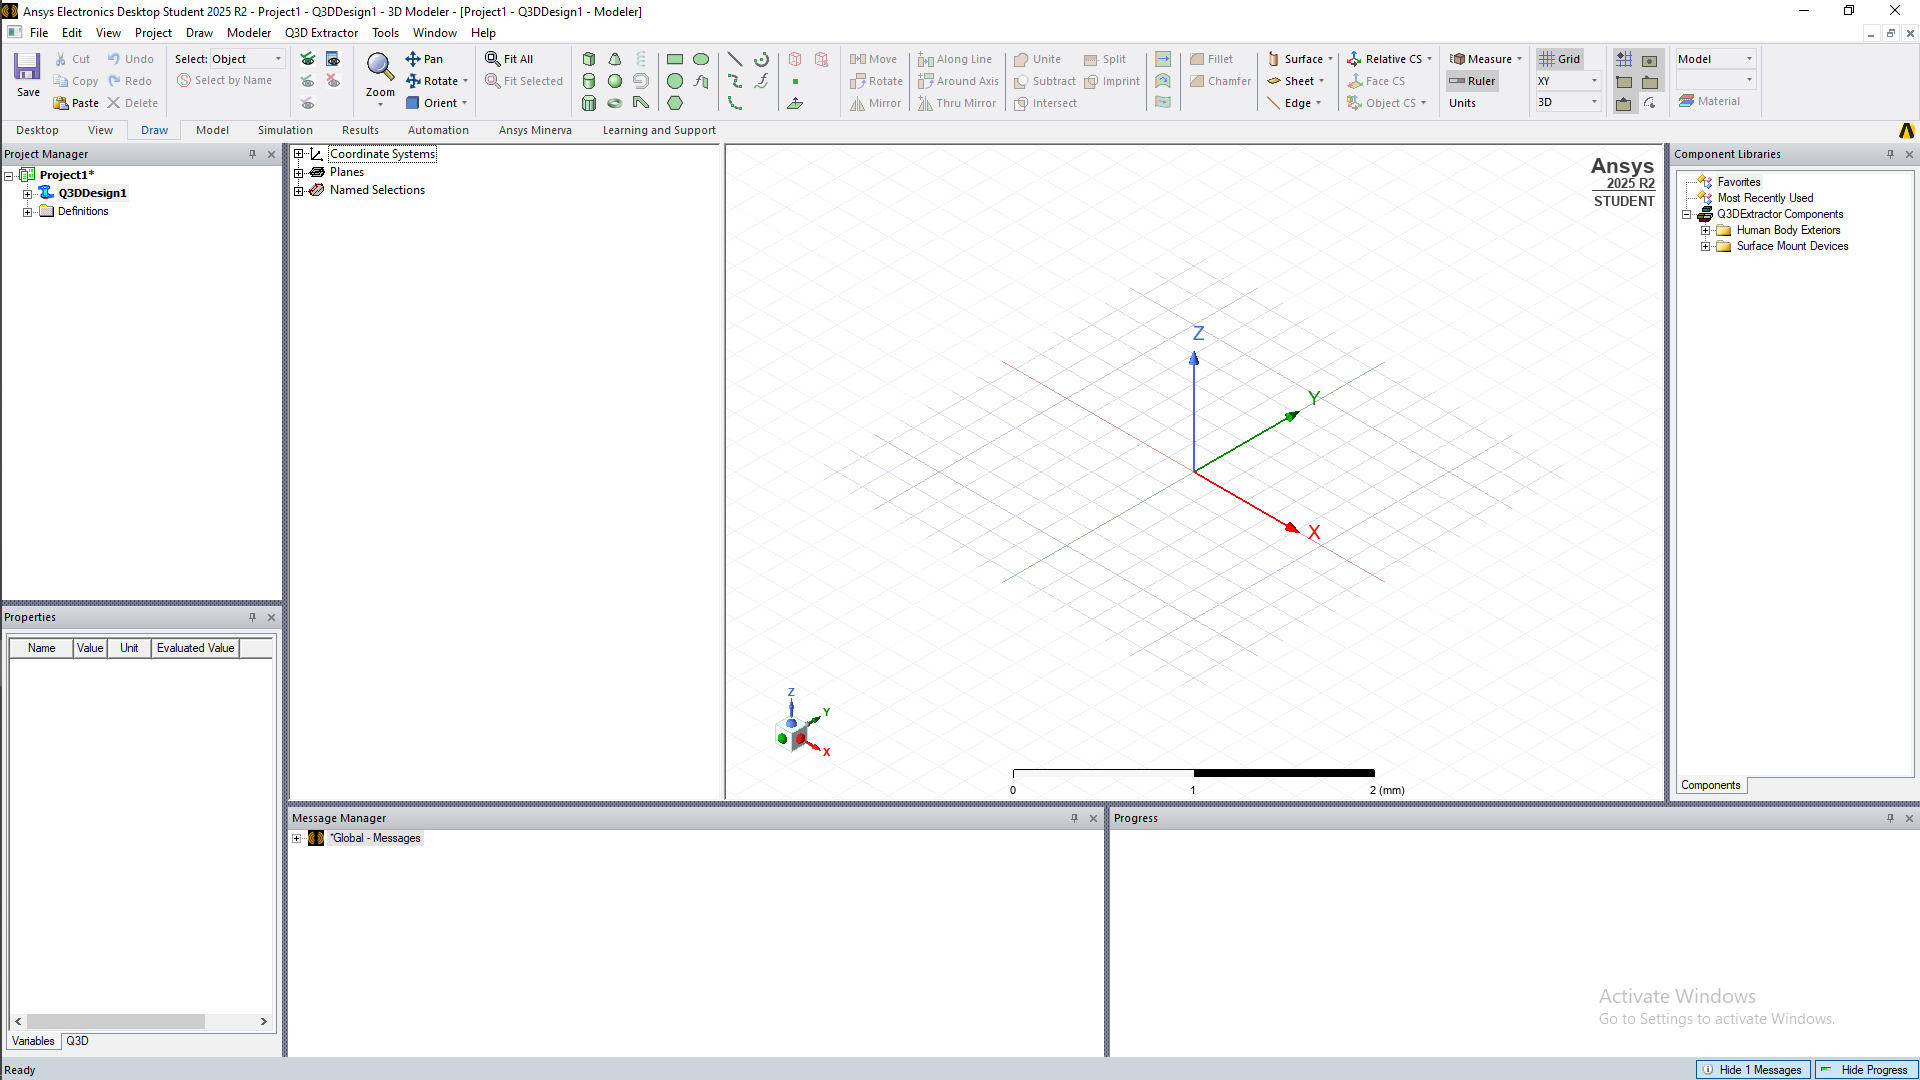 Ansys Electronics Desktop Student 2025 R2 - Project1 - Q3DDesign1 - 3D Modeler - [Project1 - Q3DDesign1 - Modeler]
File Edit View Project Draw Modeler Q3D Extractor Tools Window Help
Save
Cut
Copy
Paste
Undo
Redo
Delete
Select: Object
Select by Name
Zoom
Pan
Rotate
Orient
Fit All
Fit Selected
Move
Rotate
Mirror
Along Line
Around Axis
Thru Mirror
Unite
Subtract
Intersect
Split
Imprint
Fillet
Chamfer
Surface
Sheet
Edge
Relative CS
Face CS
Object CS
Measure
Ruler
Units
Grid
XY
3D
Model
Material
Desktop View Draw Model Simulation Results Automation Ansys Minerva Learning and Support
Project Manager
Project1*
Q3DDesign1
Definitions
Coordinate Systems
Planes
Named Selections
Ansys
2025 R2
STUDENT
Z
Y
X
Z
Y
X
0 1 2 (mm)
Component Libraries
Favorites
Most Recently Used
Q3DExtractor Components
Human Body Exteriors
Surface Mount Devices
Components
Properties
Name Value Unit Evaluated Value
Variables Q3D
Message Manager
*Global - Messages
Progress
Activate Windows
Go to Settings to activate Windows.
Ready
Hide 1 Messages
Hide Progress